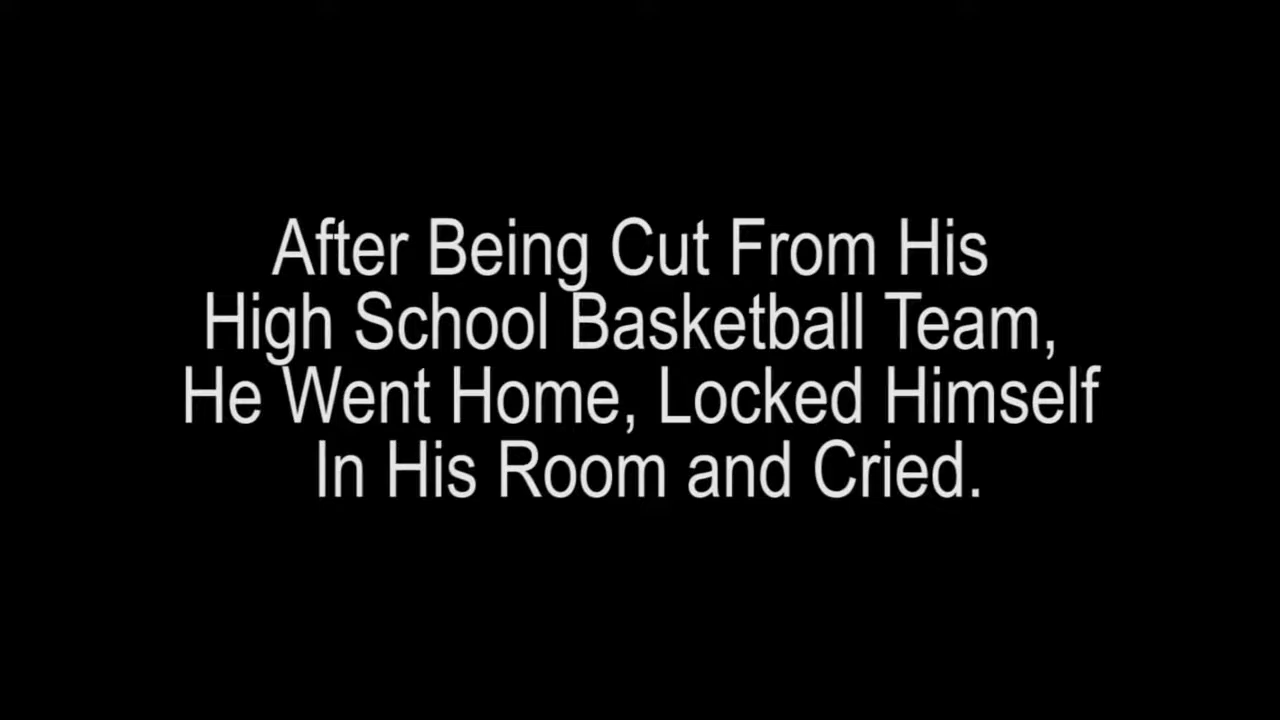 After Being Cut From His
High School Basketball Team,
He Went Home, Locked Himself
In His Room and Cried.